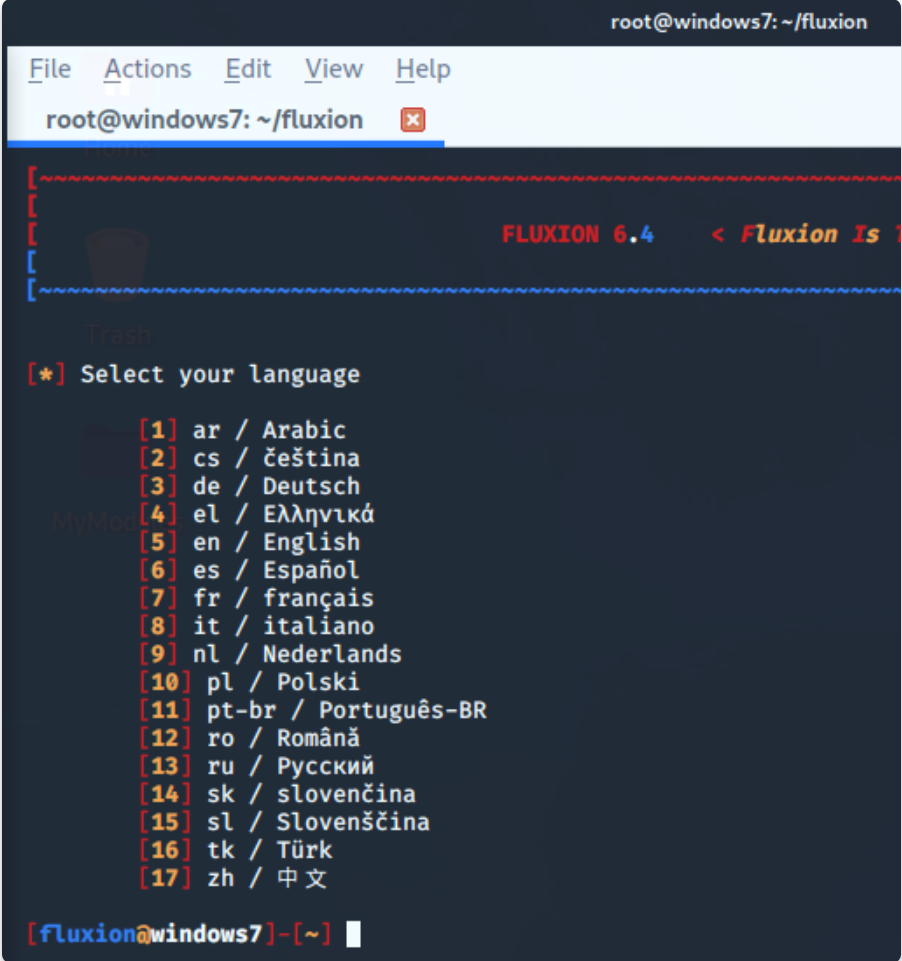 root@windows7: ~/fluxion
File Actions Edit View Help
root@windows7: ~/fluxion
Home
[~~~~~~~~~~~~~~~~~~~~~~~~~~~~~~~~~~~~~~~~~~~~~~~~~~~~~~~~~~~~~~
[
[ FLUXION 6.4 < Fluxion Is
[
[~~~~~~~~~~~~~~~~~~~~~~~~~~~~~~~~~~~~~~~~~~~~~~~~~~~~~~~~~~~~~~
Trash
[*] Select your language
[1] ar / Arabic
[2] cs / čeština
[3] de / Deutsch
[4] el / Ελληνικά
[5] en / English
[6] es / Español
[7] fr / français
[8] it / italiano
[9] nl / Nederlands
[10] pl / Polski
[11] pt-br / Português-BR
[12] ro / Română
[13] ru / Русский
[14] sk / slovenčina
[15] sl / Slovenščina
[16] tk / Türk
[17] zh / 中文
[fluxion@windows7]-[~]